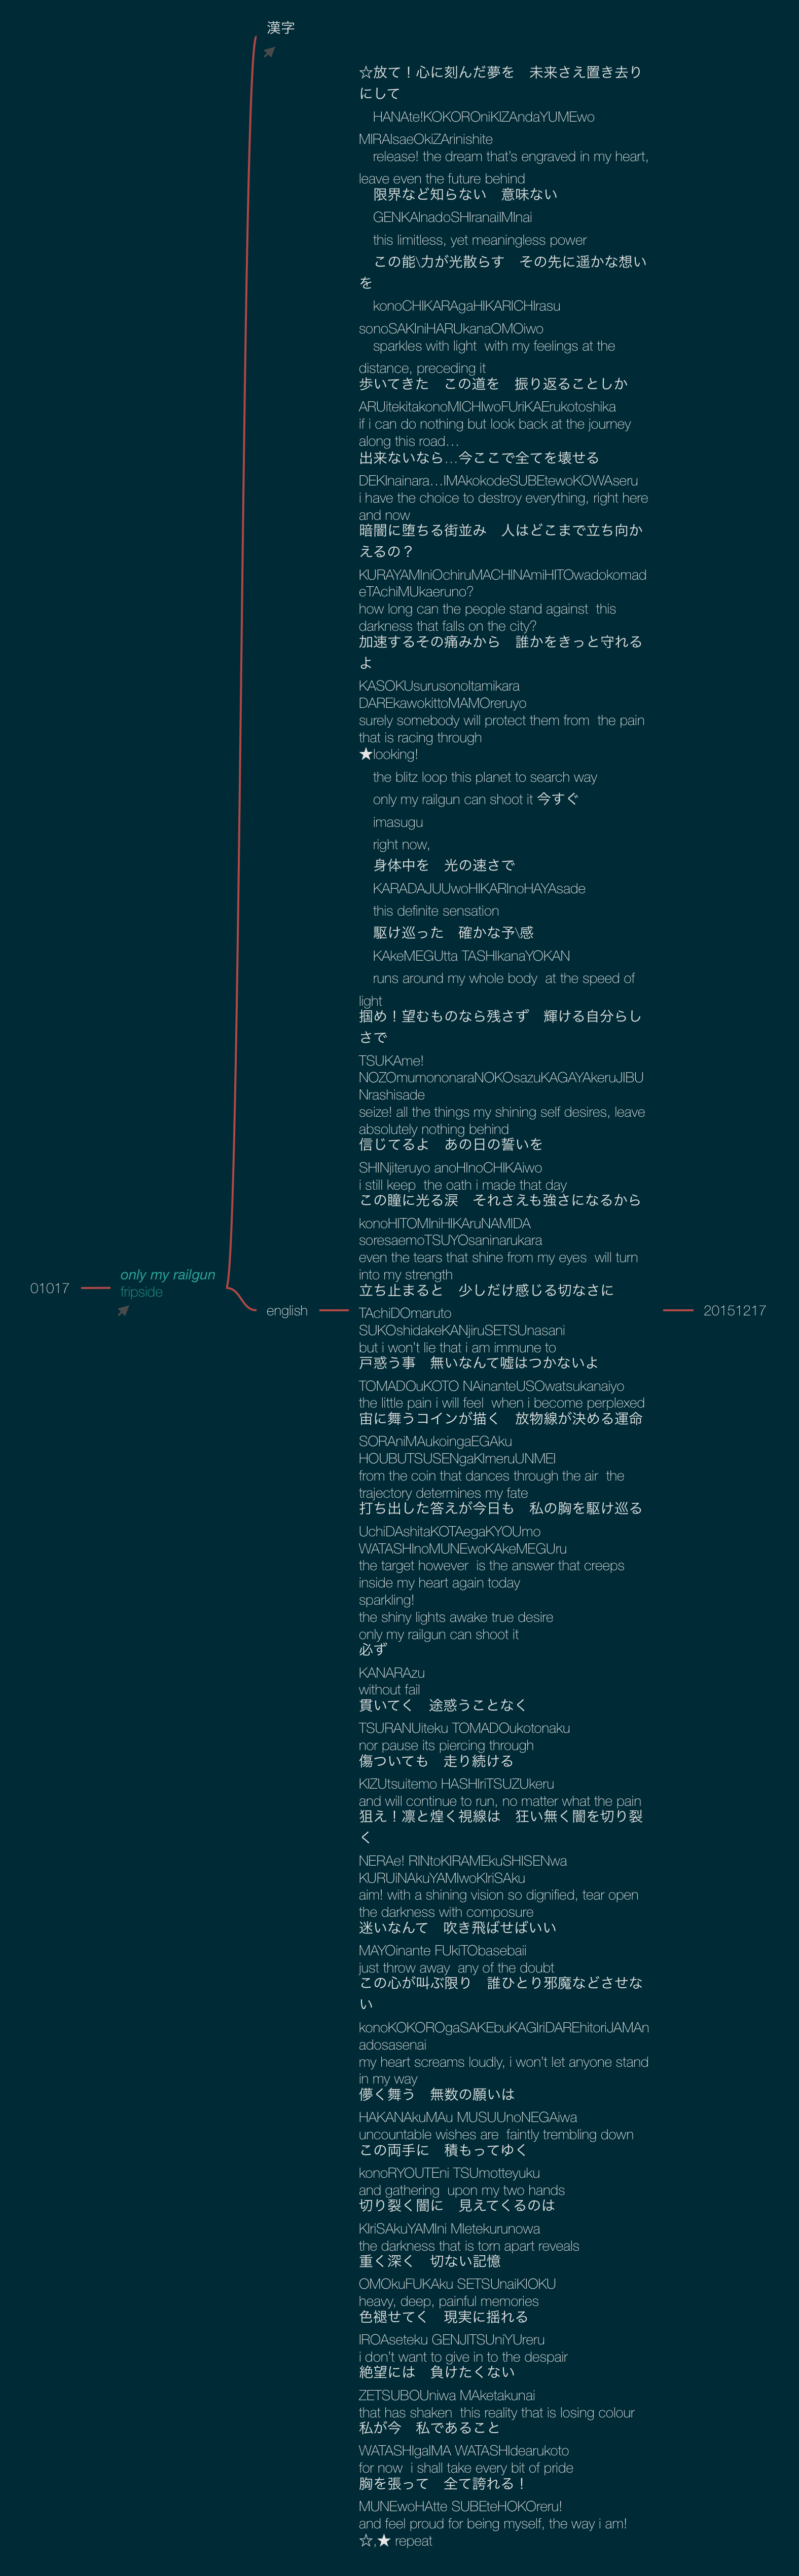 漢字
☆放て！心に刻んだ夢を　未来さえ置き去り
にして
HANAte!KOKOROniKIZAndaYUMEwo
MIRAIsaeOkiZArinishite
release! the dream that's engraved in my heart,
leave even the future behind
限界など知らない　意味ない
GENKAInadoSHIranaiIMInai
this limitless, yet meaningless power
この能\力が光散らす　その先に遥かな想い
を
konoCHIKARAgaHIKARICHIrasu
sonoSAKIniHARUkanaOMOiwo
sparkles with light  with my feelings at the
distance, preceding it
歩いてきた　この道を　振り返ることしか
ARUitekitakonoMICHIwoFUriKAErukotoshika
if i can do nothing but look back at the journey
along this road…
出来ないなら…今ここで全てを壊せる
DEKInainara…IMAkokodeSUBEtewoKOWAseru
i have the choice to destroy everything, right here
and now
暗闇に堕ちる街並み　人はどこまで立ち向か
えるの？
KURAYAMIniOchiruMACHINAmiHITOwadokomad
eTAchiMUkaeruno?
how long can the people stand against  this
darkness that falls on the city?
加速するその痛みから　誰かをきっと守れる
よ
KASOKUsurusonoItamikara
DAREkawokittoMAMOreruyo
surely somebody will protect them from  the pain
that is racing through
★looking!
the blitz loop this planet to search way
only my railgun can shoot it 今すぐ
imasugu
right now,
身体中を　光の速さで
KARADAJUUwoHIKARInoHAYAsade
this definite sensation
駆け巡った　確かな予\感
KAkeMEGUtta TASHIkanaYOKAN
runs around my whole body  at the speed of
light
掴め！望むものなら残さず　輝ける自分らし
さで
TSUKAme!
NOZOmumononaraNOKOsazuKAGAYAkeruJIBU
Nrashisade
seize! all the things my shining self desires, leave
absolutely nothing behind
信じてるよ　あの日の誓いを
SHINjiteruyo anoHInoCHIKAiwo
i still keep  the oath i made that day
この瞳に光る涙　それさえも強さになるから
konoHITOMIniHIKAruNAMIDA
soresaemoTSUYOsaninarukara
even the tears that shine from my eyes  will turn
into my strength
立ち止まると　少しだけ感じる切なさに
TAchiDOmaruto
SUKOshidakeKANjiruSETSUnasani
but i won't lie that i am immune to
戸惑う事　無いなんて嘘はつかないよ
TOMADOuKOTO NAinanteUSOwatsukanaiyo
the little pain i will feel  when i become perplexed
宙に舞うコインが描く　放物線が決める運命
SORAniMAukoingaEGAku
HOUBUTSUSENgaKImeruUNMEI
from the coin that dances through the air  the
trajectory determines my fate
打ち出した答えが今日も　私の胸を駆け巡る
UchiDAshitaKOTAegaKYOUmo
WATASHInoMUNEwoKAkeMEGUru
the target however  is the answer that creeps
inside my heart again today
sparkling!
the shiny lights awake true desire
only my railgun can shoot it
必ず
KANARAzu
without fail
貫いてく　途惑うことなく
TSURANUiteku TOMADOukotonaku
nor pause its piercing through
傷ついても　走り続ける
KIZUtsuitemo HASHIriTSUZUkeru
and will continue to run, no matter what the pain
狙え！凛と煌く視線は　狂い無く闇を切り裂
く
NERAe! RINtoKIRAMEkuSHISENwa
KURUiNAkuYAMIwoKIriSAku
aim! with a shining vision so dignified, tear open
the darkness with composure
迷いなんて　吹き飛ばせばいい
MAYOinante FUkiTObasebaii
just throw away  any of the doubt
この心が叫ぶ限り　誰ひとり邪魔などさせな
い
konoKOKOROgaSAKEbuKAGIriDAREhitoriJAMAn
adosasenai
my heart screams loudly, i won't let anyone stand
in my way
儚く舞う　無数の願いは
HAKANAkuMAu MUSUUnoNEGAiwa
uncountable wishes are  faintly trembling down
この両手に　積もってゆく
konoRYOUTEni TSUmotteyuku
and gathering  upon my two hands
切り裂く闇に　見えてくるのは
KIriSAkuYAMIni MIetekurunowa
the darkness that is torn apart reveals
重く深く　切ない記憶
OMOkuFUKAku SETSUnaiKIOKU
heavy, deep, painful memories
色褪せてく　現実に揺れる
IROAseteku GENJITSUniYUreru
i don't want to give in to the despair
絶望には　負けたくない
ZETSUBOUniwa MAketakunai
that has shaken  this reality that is losing colour
私が今　私であること
WATASHIgaIMA WATASHIdearukoto
for now  i shall take every bit of pride
胸を張って　全て誇れる！
MUNEwoHAtte SUBEteHOKOreru!
and feel proud for being myself, the way i am!
☆,★ repeat
01017
only my railgun
fripside
english
20151217